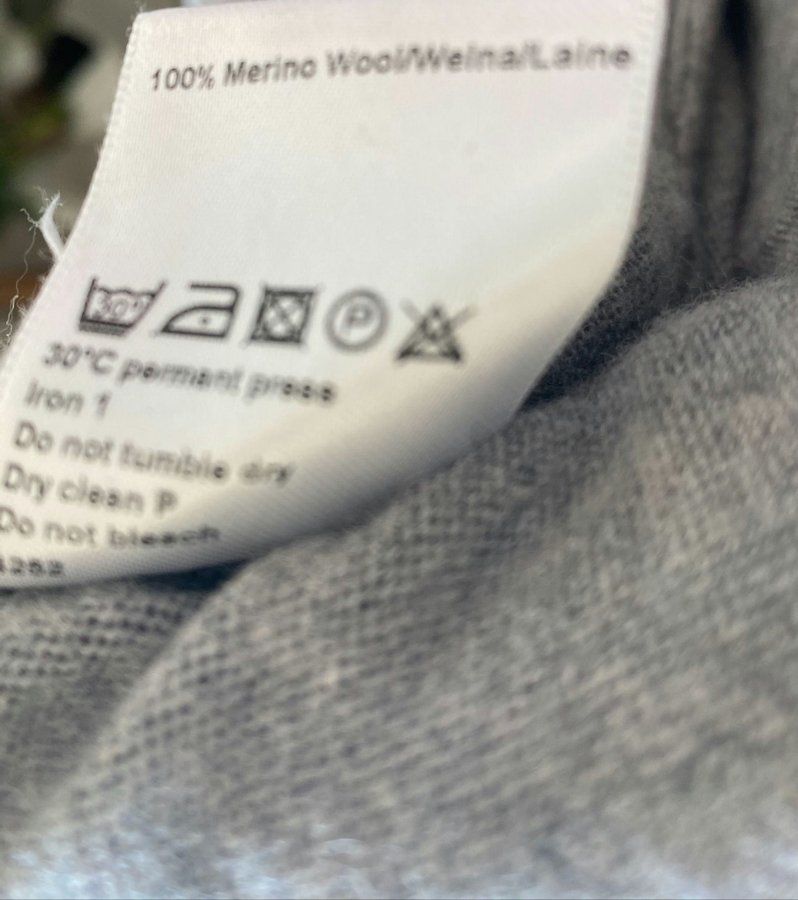 100% Merino Wool/Wełna/Laine
30° P
30°C permant press
Iron 1
Do not tumble dry
Dry clean P
Do not bleach